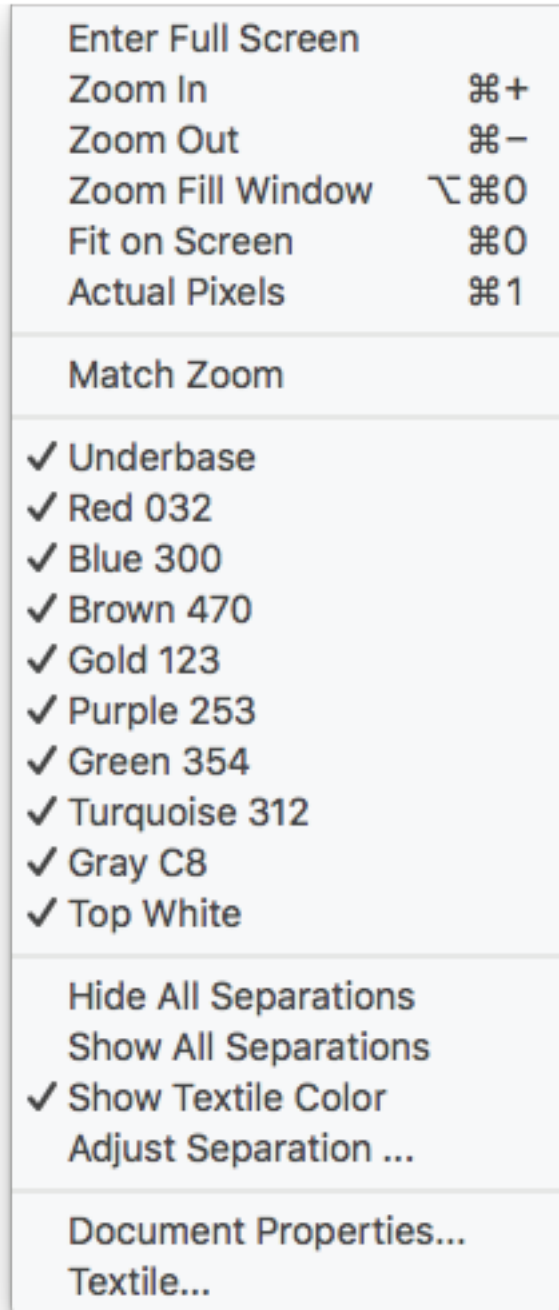 Enter Full Screen
Zoom In ⌘+
Zoom Out ⌘−
Zoom Fill Window ⌥⌘0
Fit on Screen ⌘0
Actual Pixels ⌘1
Match Zoom
✓ Underbase
✓ Red 032
✓ Blue 300
✓ Brown 470
✓ Gold 123
✓ Purple 253
✓ Green 354
✓ Turquoise 312
✓ Gray C8
✓ Top White
Hide All Separations
Show All Separations
✓ Show Textile Color
Adjust Separation ...
Document Properties...
Textile...